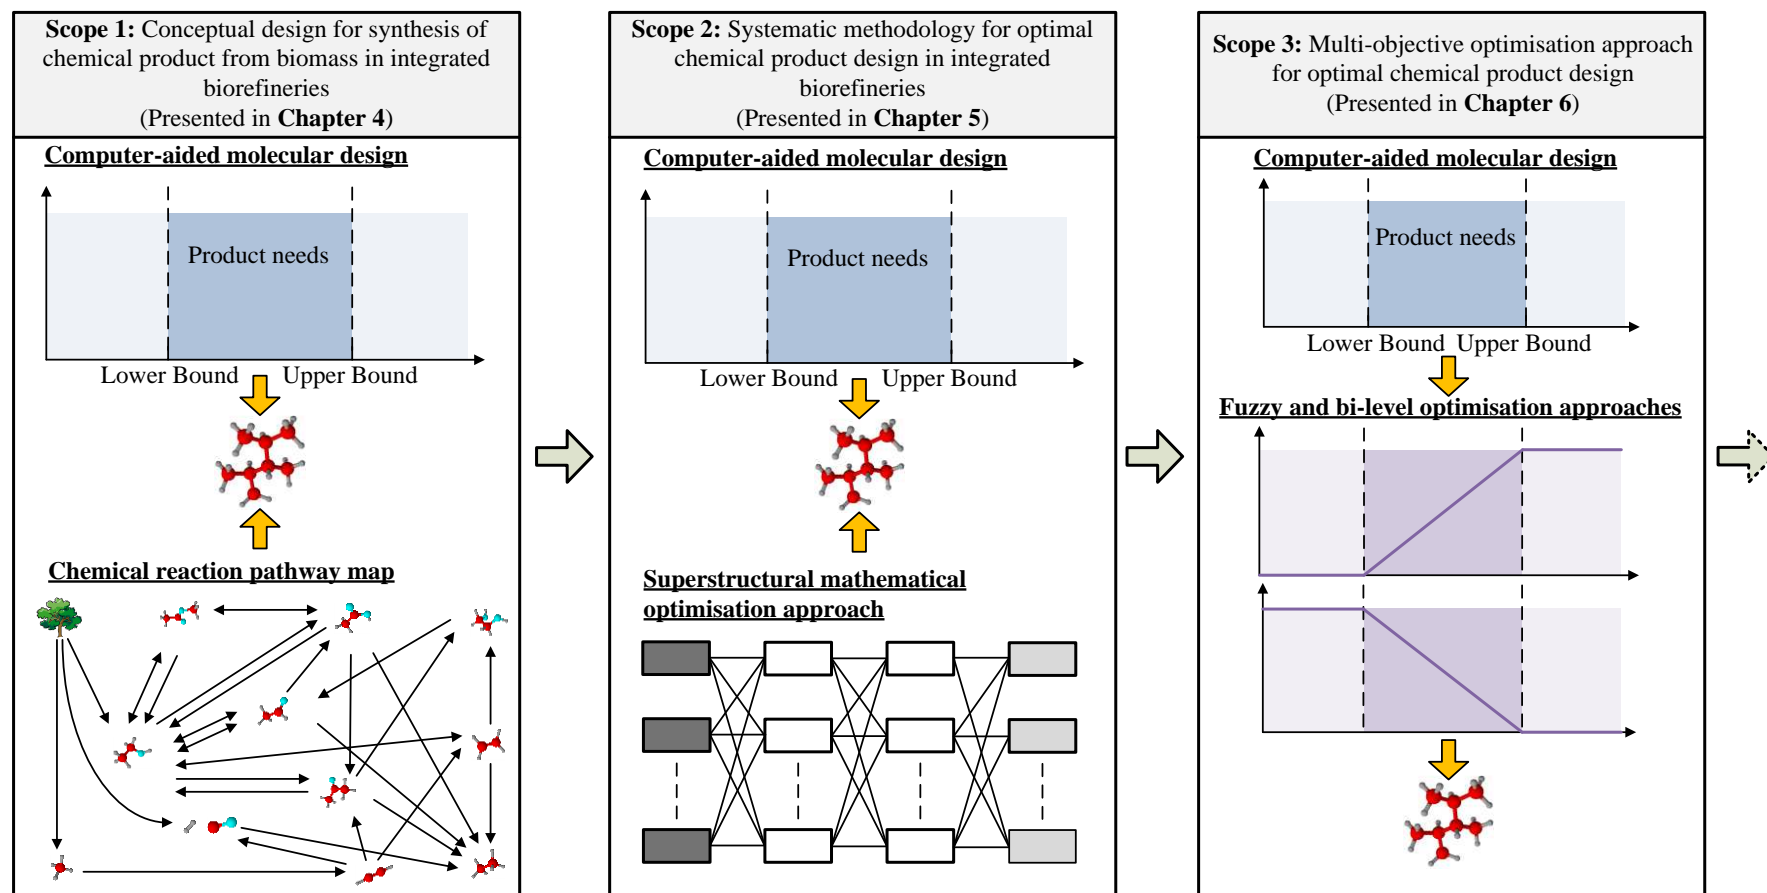 Scope 1: Conceptual design for synthesis of
chemical product from biomass in integrated
biorefineries
(Presented in Chapter 4)
Computer-aided molecular design
Product needs
Lower Bound
Upper Bound
Chemical reaction pathway map
Scope 2: Systematic methodology for optimal
chemical product design in integrated
biorefineries
(Presented in Chapter 5)
Computer-aided molecular design
Product needs
Lower Bound
Upper Bound
Superstructural mathematical
optimisation approach
Scope 3: Multi-objective optimisation approach
for optimal chemical product design
(Presented in Chapter 6)
Computer-aided molecular design
Product needs
Lower Bound
Upper Bound
Fuzzy and bi-level optimisation approaches